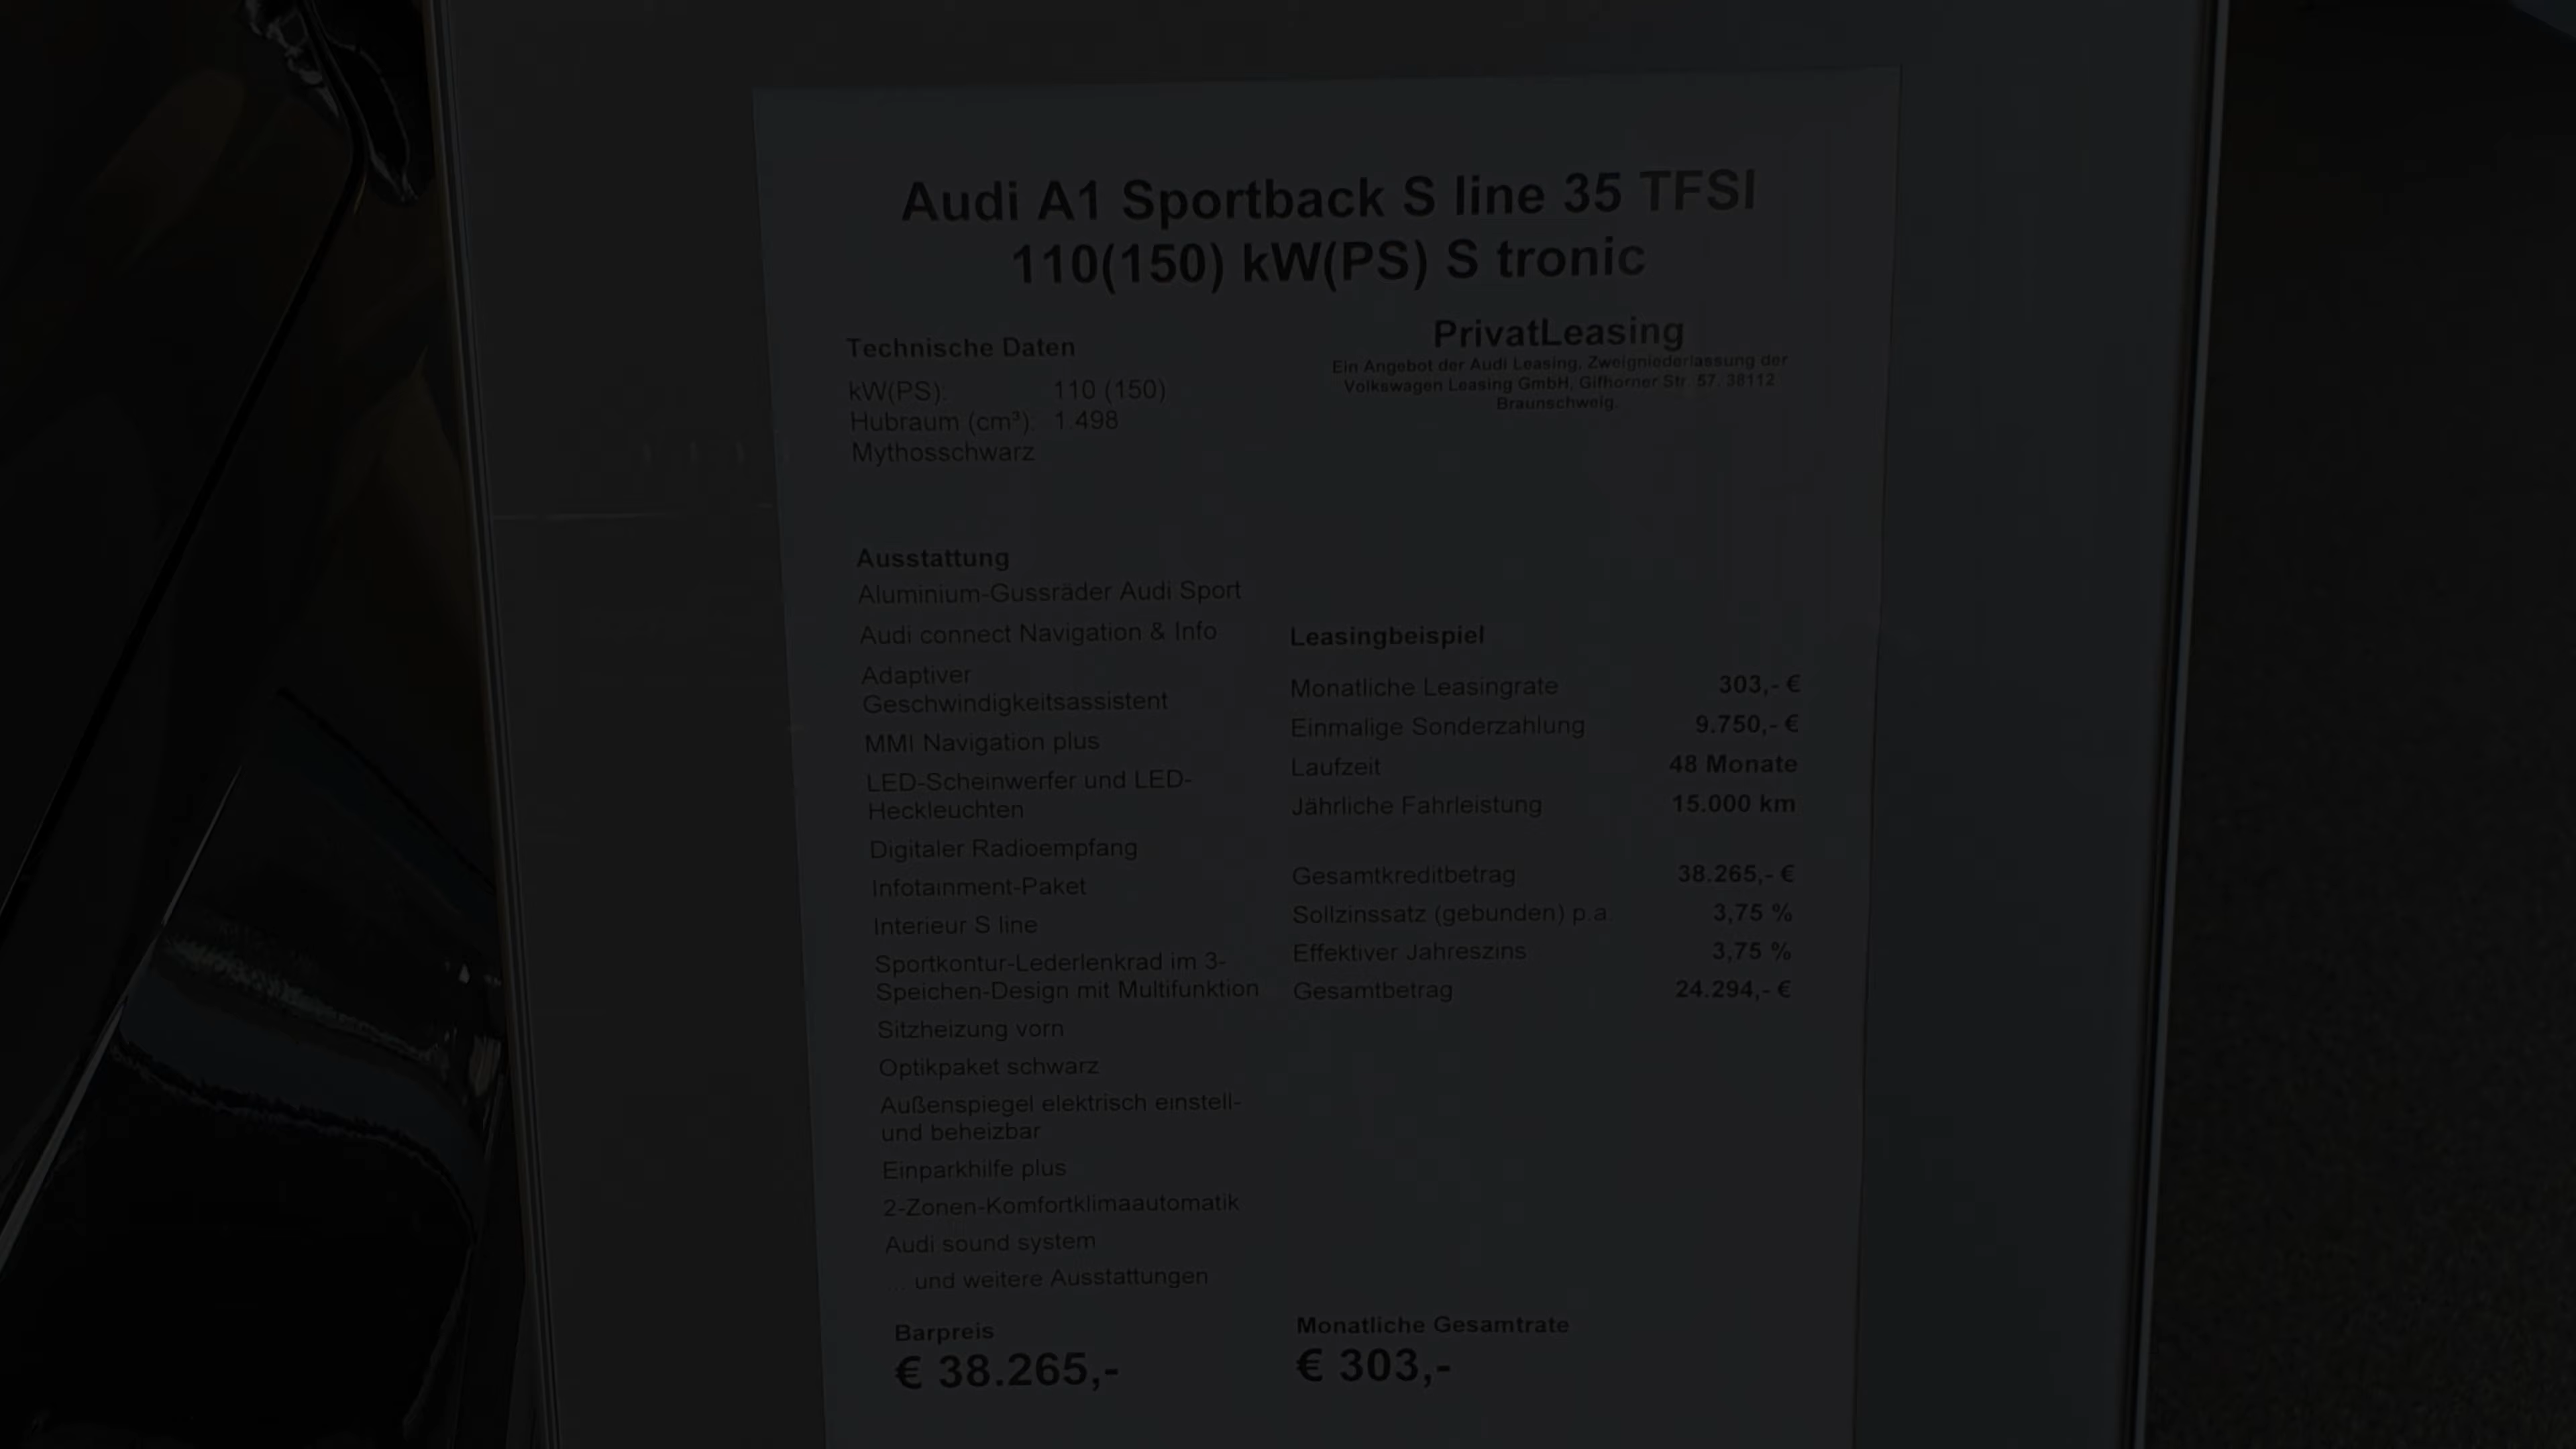 Audi A1 Sportback S line 35 TFSI
110(150) kW(PS) S tronic
Technische Daten
kW(PS): 110 (150)
Hubraum (cm³): 1.498
Mythosschwarz
PrivatLeasing
Ein Angebot der Audi Leasing, Zweigniederlassung der
Volkswagen Leasing GmbH, Gifhorner Str. 57, 38112
Braunschweig.
Ausstattung
Aluminium-Gussräder Audi Sport
Audi connect Navigation & Info
Adaptiver
Geschwindigkeitsassistent
MMI Navigation plus
LED-Scheinwerfer und LED-
Heckleuchten
Digitaler Radioempfang
Infotainment-Paket
Interieur S line
Sportkontur-Lederlenkrad im 3-
Speichen-Design mit Multifunktion
Sitzheizung vorn
Optikpaket schwarz
Außenspiegel elektrisch einstell-
und beheizbar
Einparkhilfe plus
2-Zonen-Komfortklimaautomatik
Audi sound system
... und weitere Ausstattungen
Leasingbeispiel
Monatliche Leasingrate 303,- €
Einmalige Sonderzahlung 9.750,- €
Laufzeit 48 Monate
Jährliche Fahrleistung 15.000 km
Gesamtkreditbetrag 38.265,- €
Sollzinssatz (gebunden) p.a. 3,75 %
Effektiver Jahreszins 3,75 %
Gesamtbetrag 24.294,- €
Barpreis
€ 38.265,-
Monatliche Gesamtrate
€ 303,-